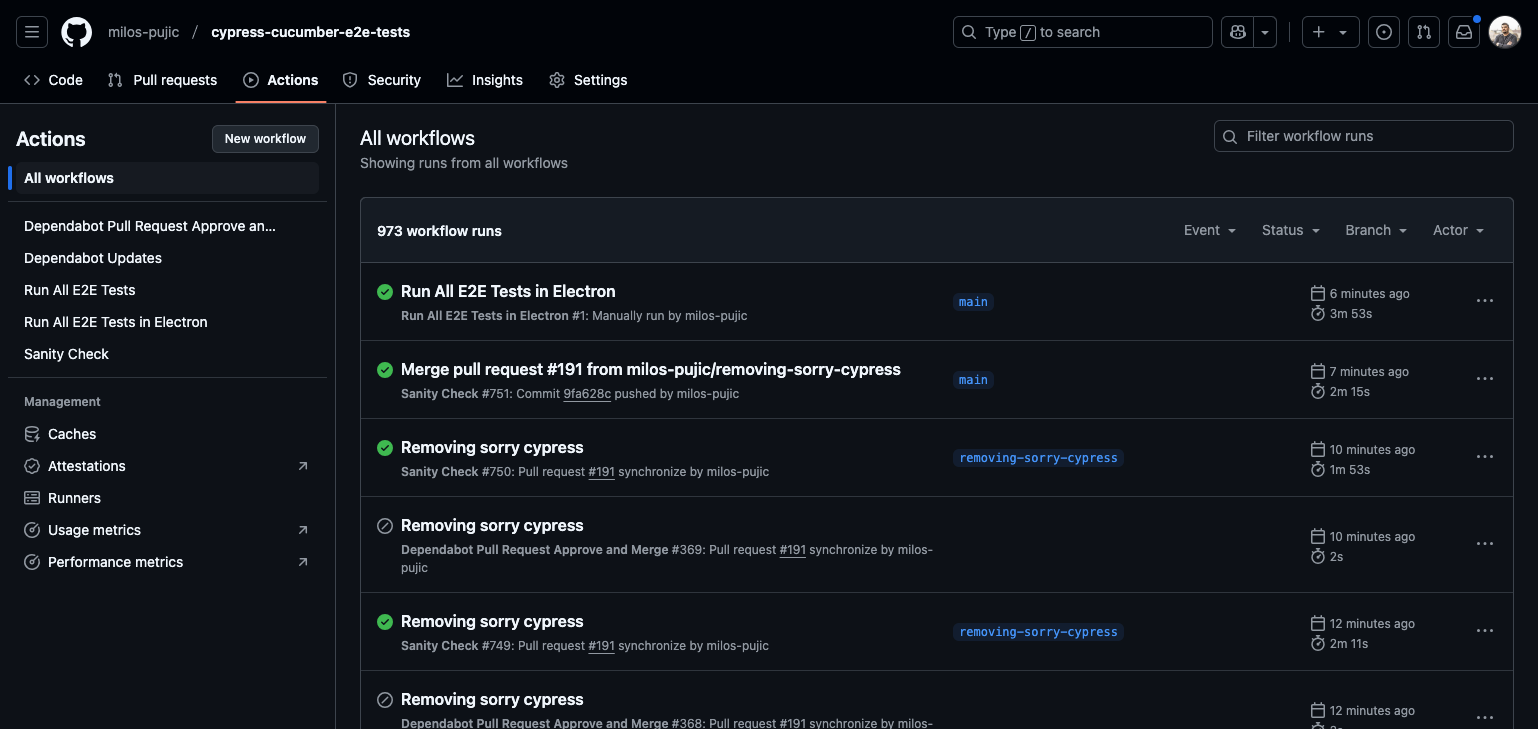 milos-pujic / cypress-cucumber-e2e-tests
Type / to search
Code
Pull requests
Actions
Security
Insights
Settings
Actions
New workflow
All workflows
Dependabot Pull Request Approve an...
Dependabot Updates
Run All E2E Tests
Run All E2E Tests in Electron
Sanity Check
Management
Caches
Attestations
Runners
Usage metrics
Performance metrics
All workflows
Showing runs from all workflows
Filter workflow runs
973 workflow runs
Event
Status
Branch
Actor
Run All E2E Tests in Electron
Run All E2E Tests in Electron #1: Manually run by milos-pujic
main
6 minutes ago
3m 53s
Merge pull request #191 from milos-pujic/removing-sorry-cypress
Sanity Check #751: Commit 9fa628c pushed by milos-pujic
main
7 minutes ago
2m 15s
Removing sorry cypress
Sanity Check #750: Pull request #191 synchronize by milos-pujic
removing-sorry-cypress
10 minutes ago
1m 53s
Removing sorry cypress
Dependabot Pull Request Approve and Merge #369: Pull request #191 synchronize by milos-
pujic
10 minutes ago
2s
Removing sorry cypress
Sanity Check #749: Pull request #191 synchronize by milos-pujic
removing-sorry-cypress
12 minutes ago
2m 11s
Removing sorry cypress
Dependabot Pull Request Approve and Merge #368: Pull request #191 synchronize by milos-
12 minutes ago